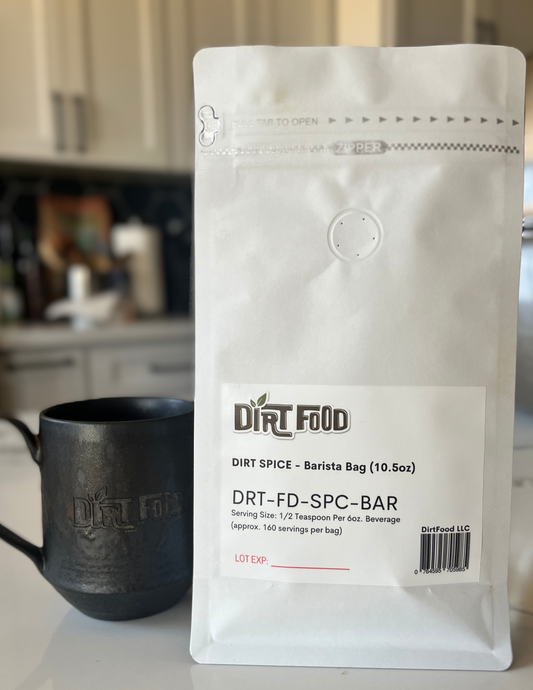 TAB TO OPEN
ZIPPER
DIRT FOOD
DIRT SPICE - Barista Bag (10.5oz)
DRT-FD-SPC-BAR
Serving Size: 1/2 Teaspoon Per 6oz. Beverage
(approx. 160 servings per bag)
DirtFood LLC
LOT EXP:
DIRT FOOD